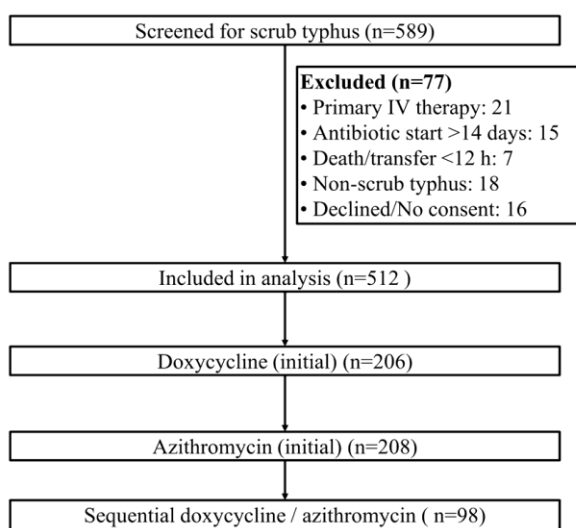 Screened for scrub typhus (n=589)
Excluded (n=77)
• Primary IV therapy: 21
• Antibiotic start >14 days: 15
• Death/transfer <12 h: 7
• Non-scrub typhus: 18
• Declined/No consent: 16
Included in analysis (n=512 )
Doxycycline (initial) (n=206)
Azithromycin (initial) (n=208)
Sequential doxycycline / azithromycin ( n=98)